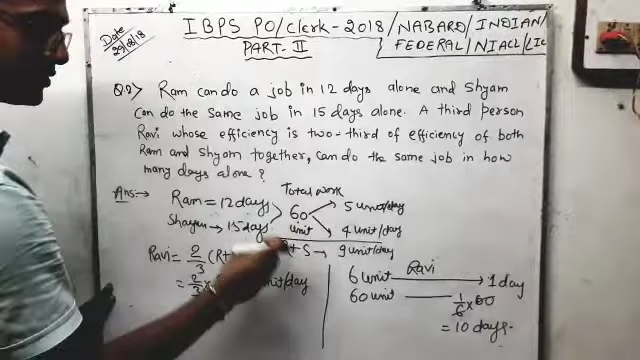 Date
29/08/18
IBPS PO/Clerk-2018/NABARD/INDIAN/
PART-II
FEDERAL/NIACL/LIC
Q.2) Ram can do a job in 12 days alone and Shyam
can do the same job in 15 days alone. A third person
Ravi whose efficiency is two-third of efficiency of both
Ram and Shyam together, can do the same job in how
many days alone?
Ans:→
Total work
Ram = 12 days
60
unit
5 unit/day
Shyam → 15 days
4 unit/day
Ravi = 2/3 (R+
+S → 9 unit/day
= 2/3 ×
unit/day
6 unit Ravi → 1 day
60 unit — 1/6 × 60
= 10 days.